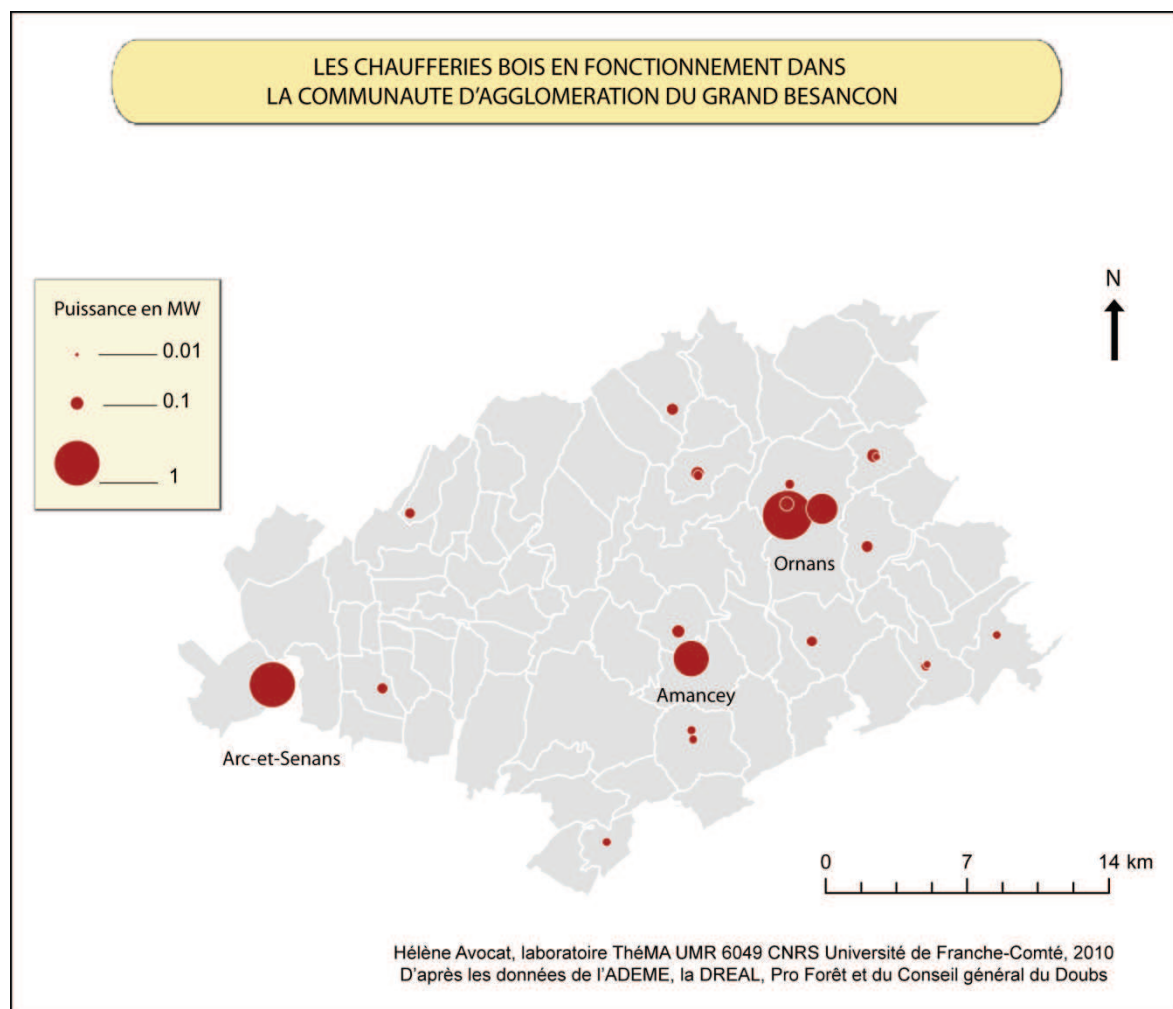 LES CHAUFFERIES BOIS EN FONCTIONNEMENT DANS
LA COMMUNAUTE D'AGGLOMERATION DU GRAND BESANCON
N
Puissance en MW
0.01
0.1
1
Ornans
Amancey
Arc-et-Senans
0 7 14 km
Hélène Avocat, laboratoire ThéMA UMR 6049 CNRS Université de Franche-Comté, 2010
D'après les données de l'ADEME, la DREAL, Pro Forêt et du Conseil général du Doubs